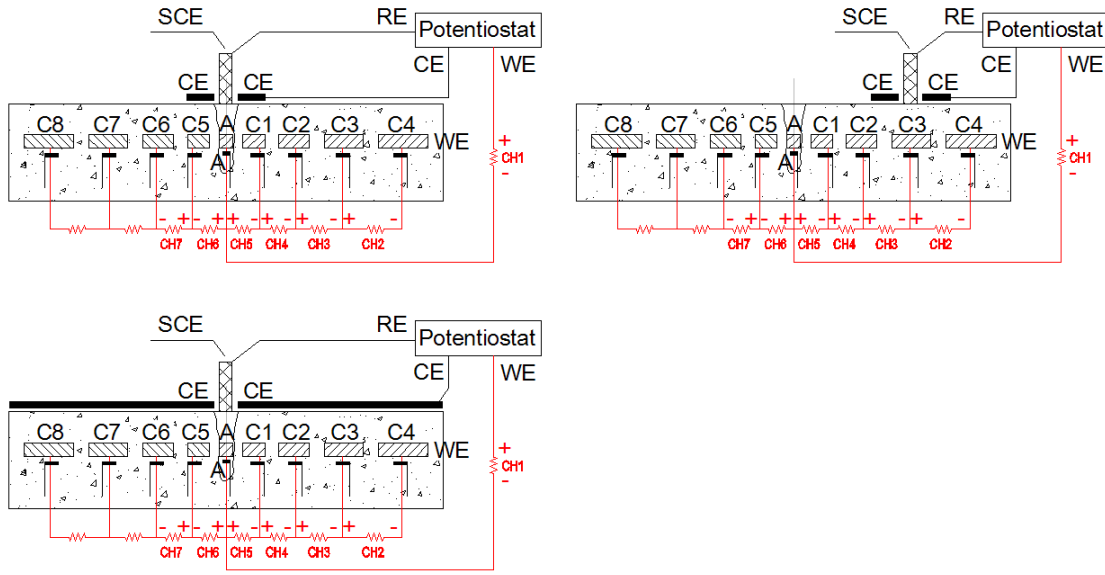 SCE RE Potentiostat
CE WE
CE CE
C8 C7 C6 C5 A C1 C2 C3 C4 WE
A
+
CH1
-
- + - + + - + - + -
CH7 CH6 CH5 CH4 CH3 CH2
SCE RE Potentiostat
CE WE
CE CE
C8 C7 C6 C5 A C1 C2 C3 C4 WE
A
+
CH1
-
- + - + + - + - + -
CH7 CH6 CH5 CH4 CH3 CH2
SCE RE Potentiostat
CE WE
CE CE
C8 C7 C6 C5 A C1 C2 C3 C4 WE
A
+
CH1
-
- + - + + - + - + -
CH7 CH6 CH5 CH4 CH3 CH2